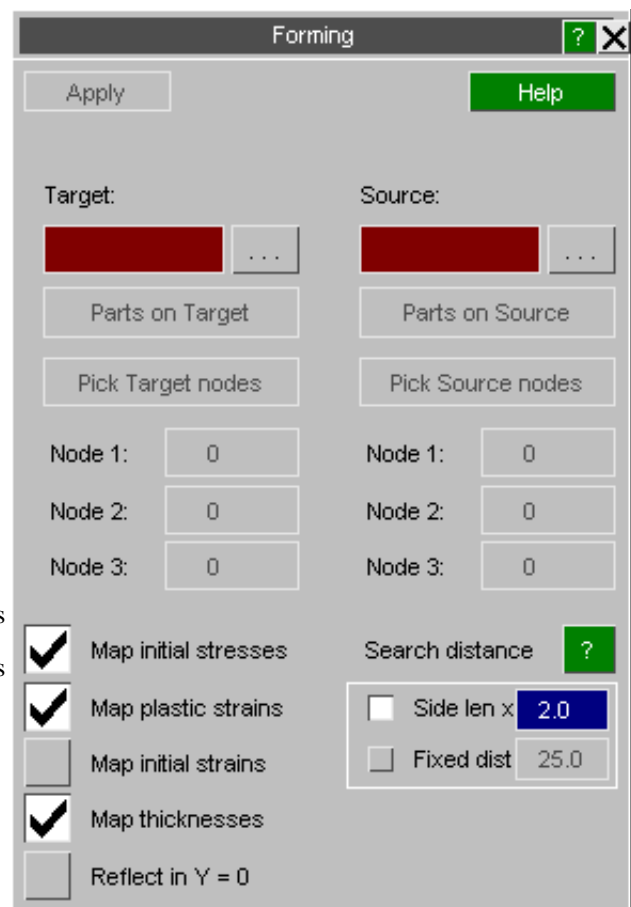 Forming ? X
Apply Help
Target: Source:
... ...
Parts on Target Parts on Source
Pick Target nodes Pick Source nodes
Node 1: 0 Node 1: 0
Node 2: 0 Node 2: 0
Node 3: 0 Node 3: 0
s
Map initial stresses Search distance ?
s
Map plastic strains Side len x 2.0
Map initial strains Fixed dist 25.0
Map thicknesses
Reflect in Y = 0